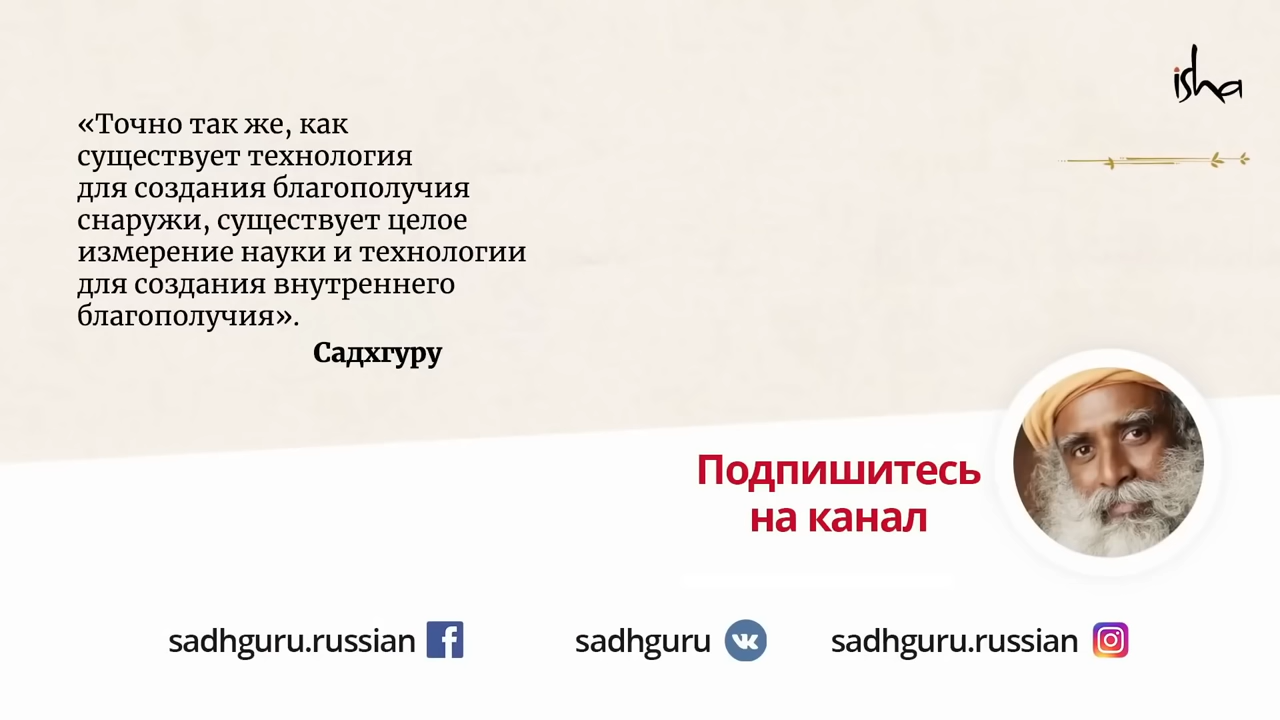 isha
«Точно так же, как
существует технология
для создания благополучия
снаружи, существует целое
измерение науки и технологии
для создания внутреннего
благополучия».
Садхгуру
Подпишитесь
на канал
sadhguru.russian
sadhguru
sadhguru.russian